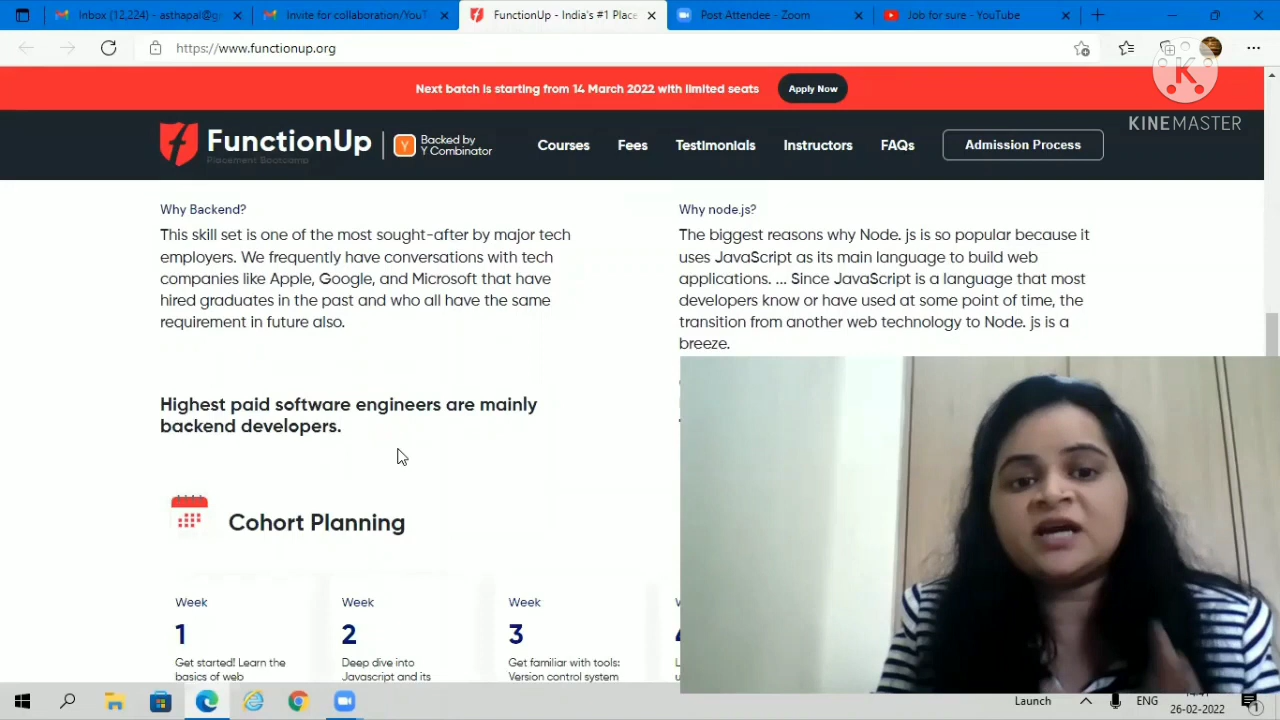 Inbox (12,224) - asthapal@g
Invite for collaboration/YouT
FunctionUp - India's #1 Place
Post Attendee - Zoom
Job for sure - YouTube
https://www.functionup.org
K
KINEMASTER
Next batch is starting from 14 March 2022 with limited seats
Apply Now
FunctionUp
Placement Bootcamp
Y
Backed by
Y Combinator
Courses
Fees
Testimonials
Instructors
FAQs
Admission Process
Why Backend?
This skill set is one of the most sought-after by major tech
employers. We frequently have conversations with tech
companies like Apple, Google, and Microsoft that have
hired graduates in the past and who all have the same
requirement in future also.
Highest paid software engineers are mainly
backend developers.
Why node.js?
The biggest reasons why Node. js is so popular because it
uses JavaScript as its main language to build web
applications. ... Since JavaScript is a language that most
developers know or have used at some point of time, the
transition from another web technology to Node. js is a
breeze.
Cohort Planning
Week
1
Get started! Learn the
basics of web
Week
2
Deep dive into
Javascript and its
Week
3
Get familiar with tools:
Version control system
Launch
ENG
26-02-2022